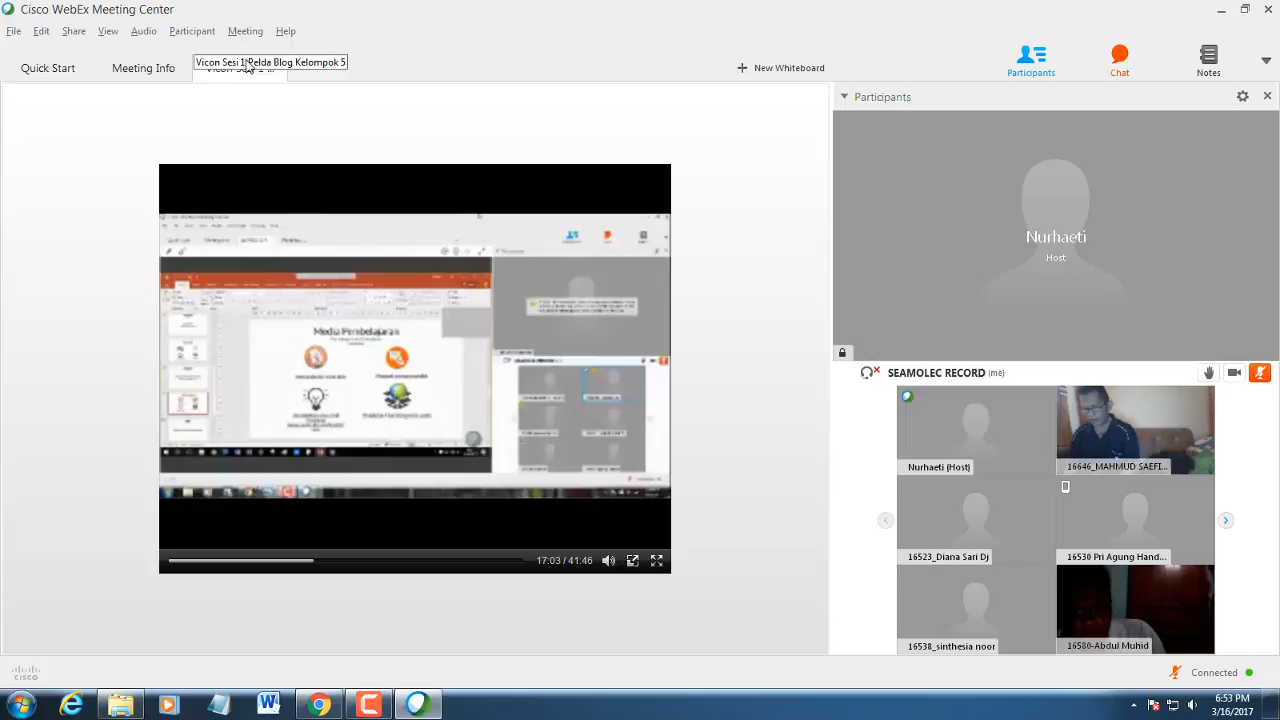 Cisco WebEx Meeting Center
File Edit Share View Audio Participant Meeting Help
Vicon Sesi 1 Pelda Blog Kelompok 5
Quick Start Meeting Info
New Whiteboard
Participants Chat Notes
Participants
Nurhaeti
Host
SEAMOLEC RECORD (me)
Nurhaeti (Host) 16646_MAHMUD SAEFI...
16523_Diana Sari Dj 16530 Pri Agung Hand...
16538_sinthesia noor 16580-Abdul Muhid
Media Pembelajaran
17:03 / 41:46
cisco
Connected
6:53 PM
3/16/2017